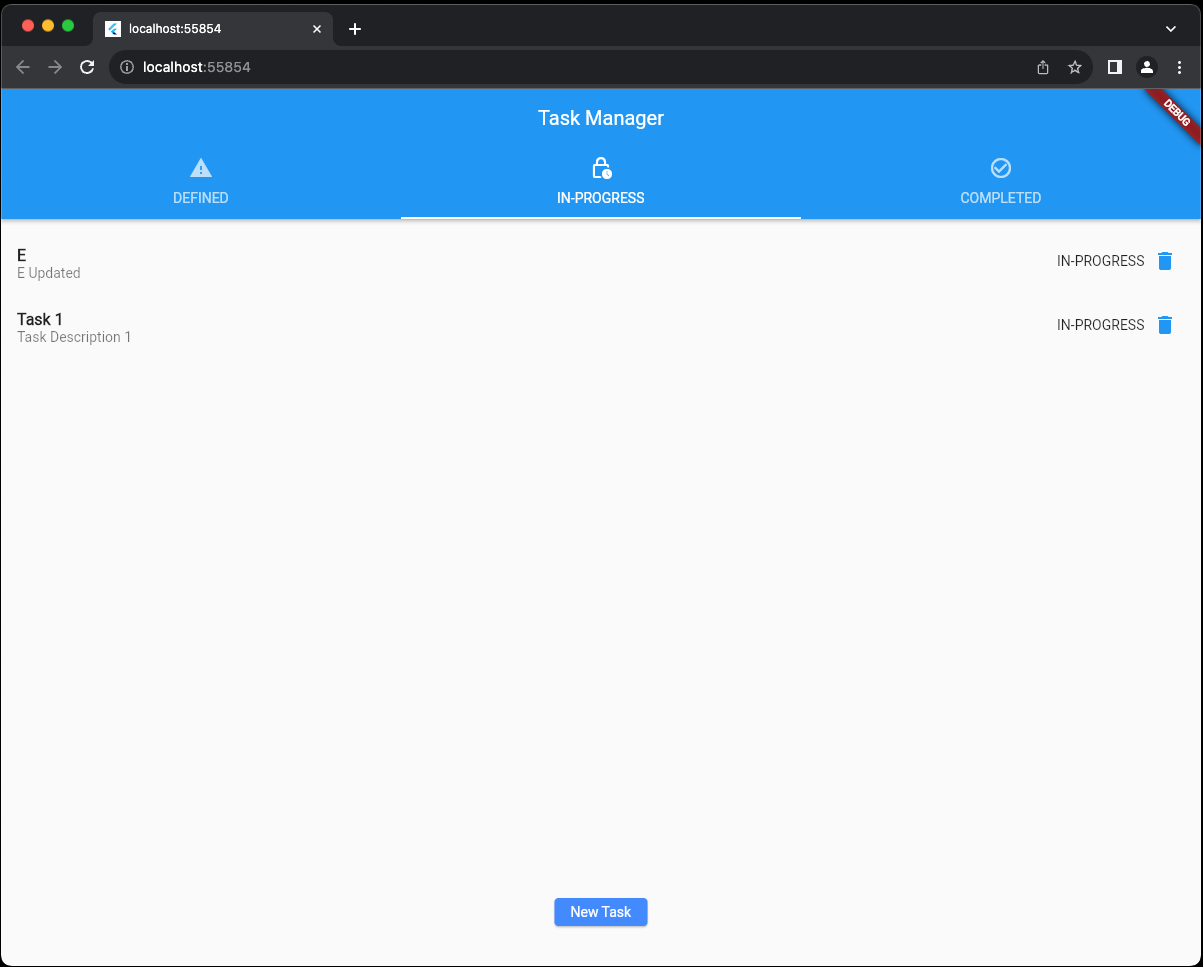 localhost:55854
localhost:55854
DEBUG
Task Manager
DEFINED
IN-PROGRESS
COMPLETED
E
E Updated
IN-PROGRESS
Task 1
Task Description 1
IN-PROGRESS
New Task